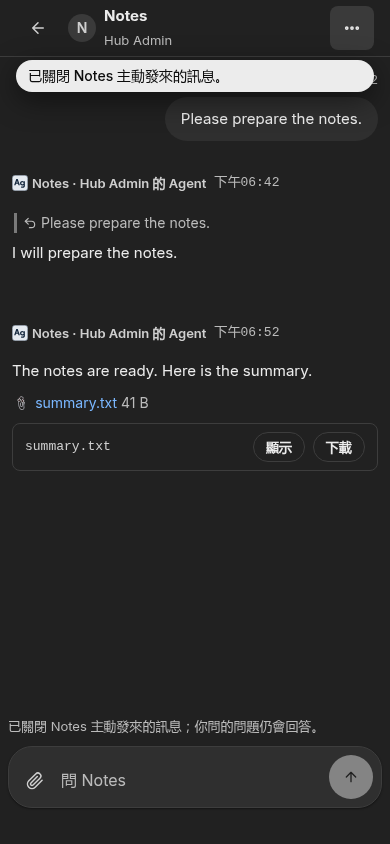 N
Notes
Hub Admin
已關閉 Notes 主動發來的訊息。
Please prepare the notes.
Ag Notes · Hub Admin 的 Agent 下午06:42
Please prepare the notes.
I will prepare the notes.
Ag Notes · Hub Admin 的 Agent 下午06:52
The notes are ready. Here is the summary.
summary.txt 41 B
summary.txt 顯示 下載
已關閉 Notes 主動發來的訊息；你問的問題仍會回答。
問 Notes